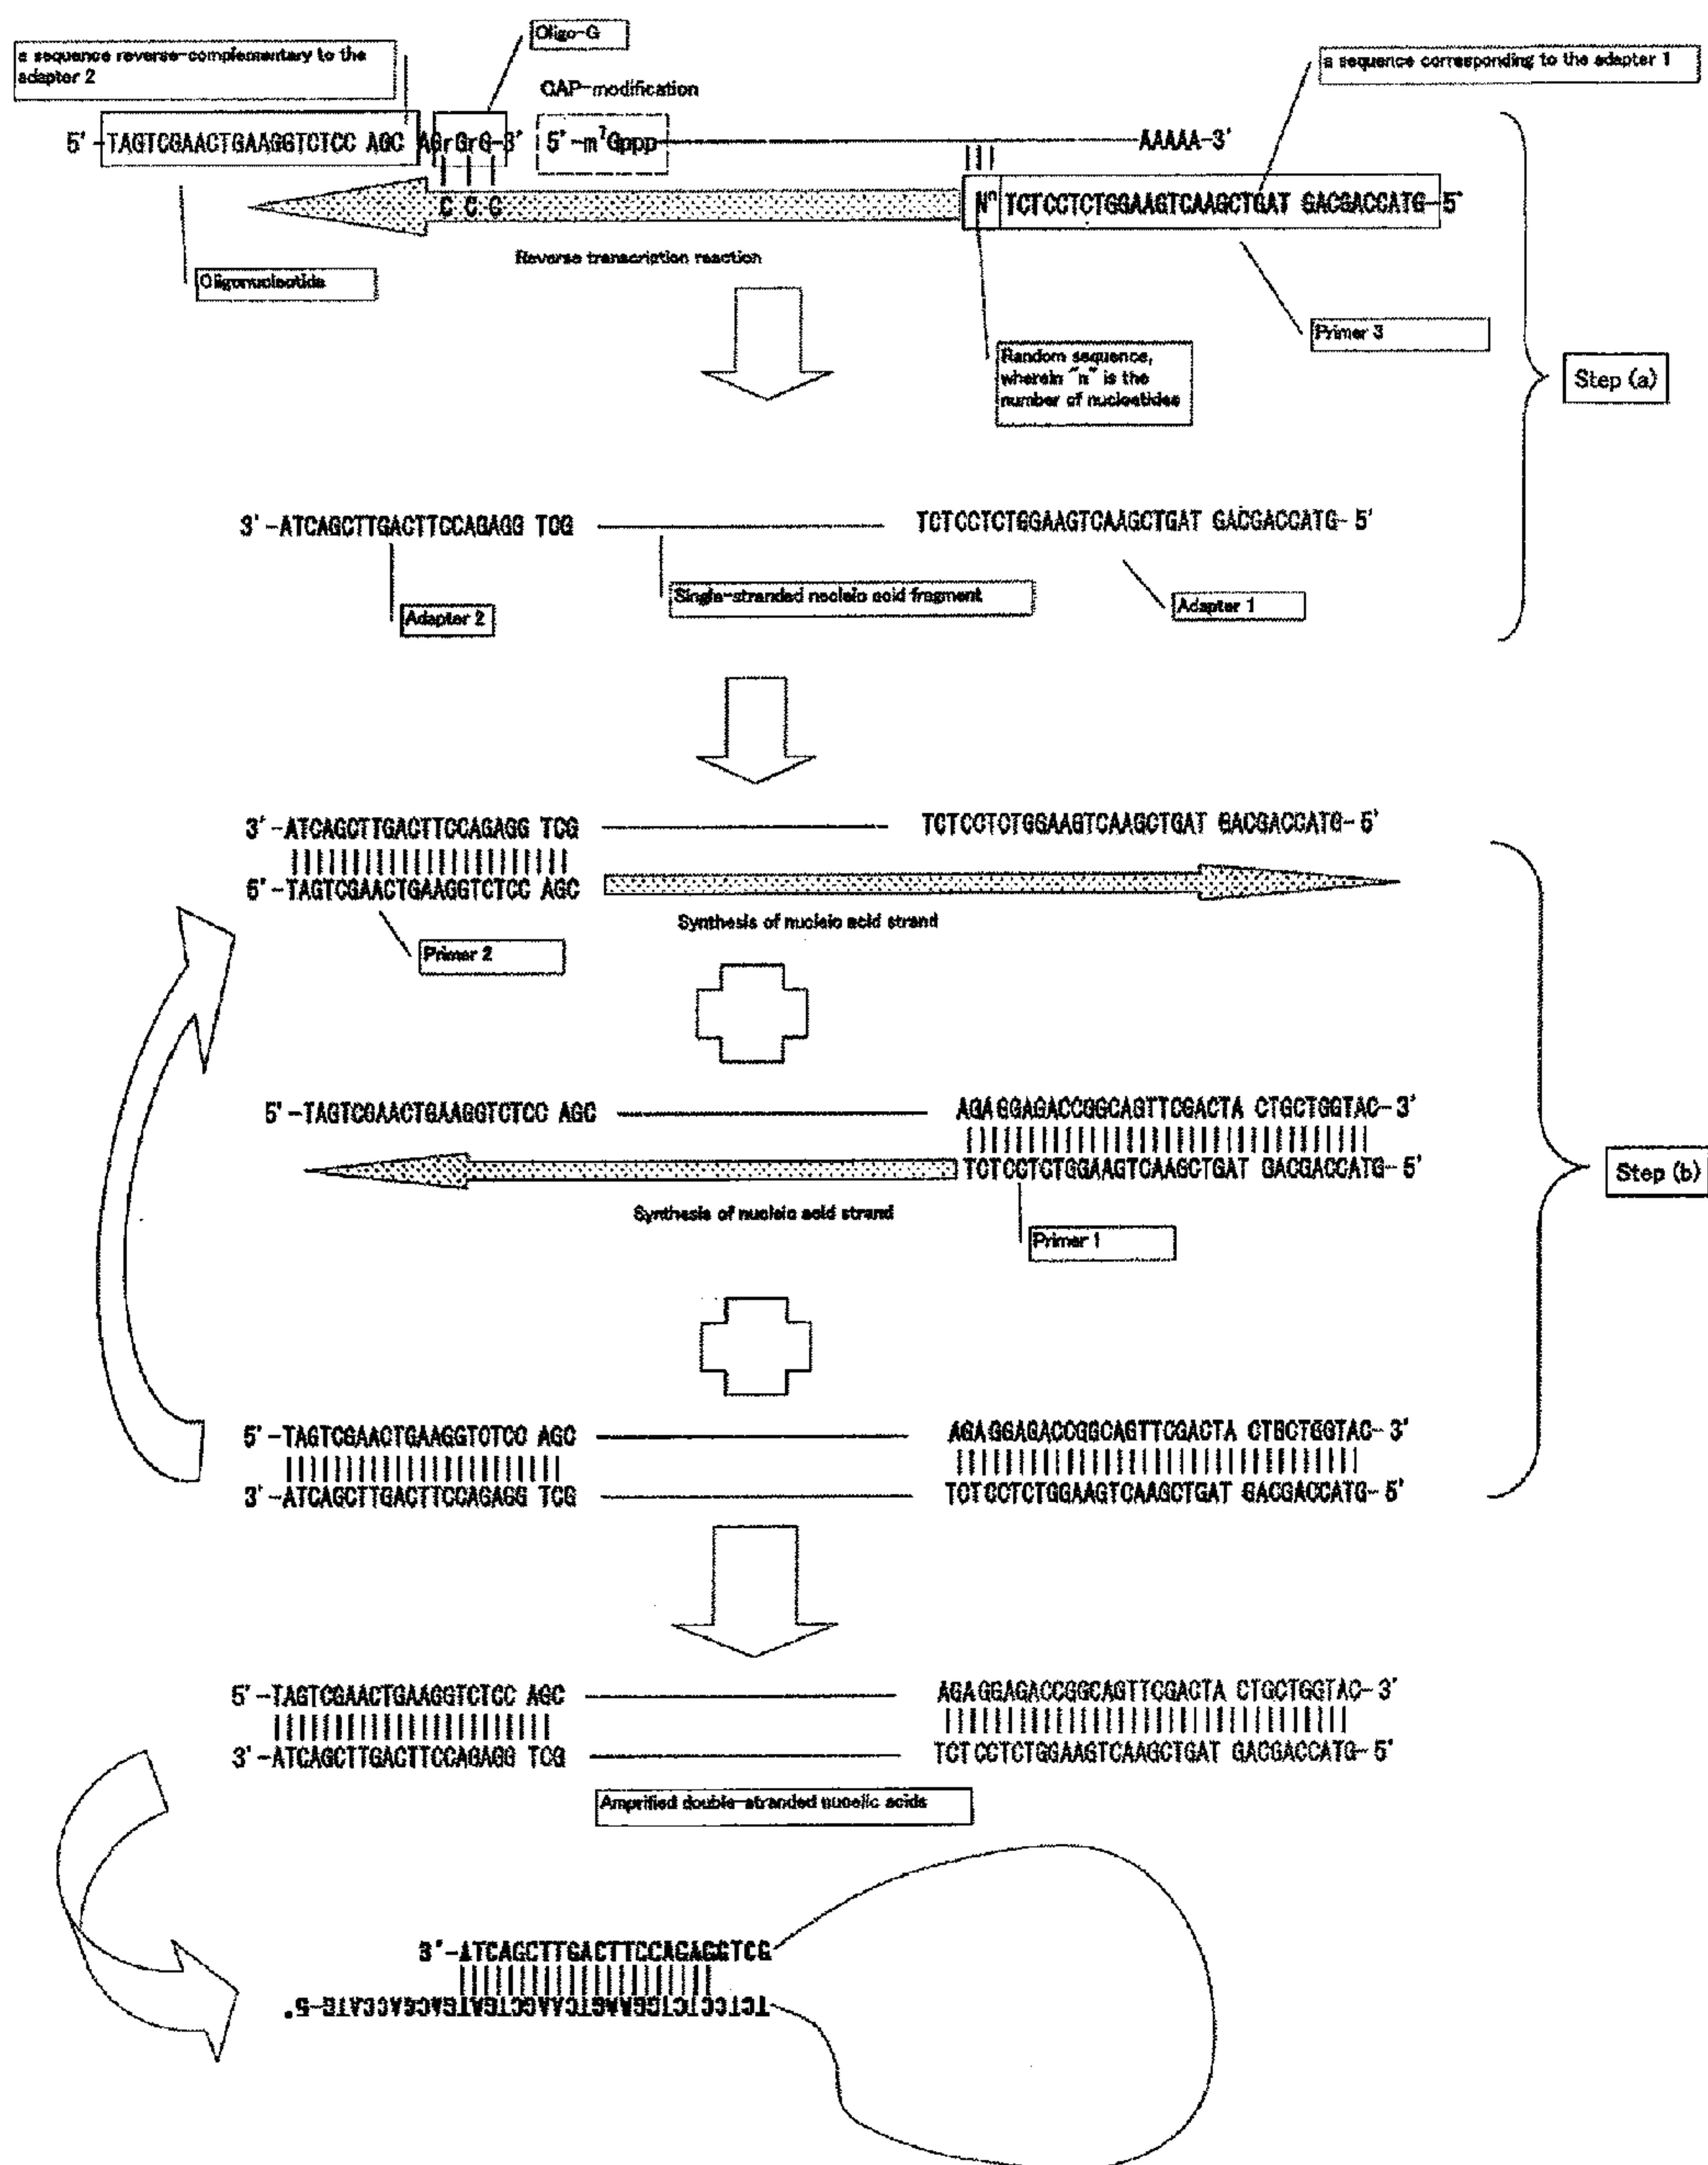 a sequence reverse-complementary to the
adapter 2
Oligo-G
CAP-modification
a sequence corresponding to the adapter 1
5' -TAGTCGAACTGAAGGTCTCC AGC AGrGrG-3' 5' -m7Gppp AAAAA-3'
C C C
Nn TCTCCTCTGGAAGTCAAGCTGAT GACGACCATG-5'
Reverse transcription reaction
Oligonucleotide
Primer 3
Random sequence,
wherein "n" is the
number of nucleotides
Step (a)
3' -ATCAGCTTGACTTCCAGAGG TCG TCTCCTCTGGAAGTCAAGCTGAT GACGACCATG- 5'
Single-stranded nucleic acid fragment
Adapter 2
Adapter 1
3' -ATCAGCTTGACTTCCAGAGG TCG TCTCCTCTGGAAGTCAAGCTGAT GACGACCATG- 5'
5' -TAGTCGAACTGAAGGTCTCC AGC
Synthesis of nucleic acid strand
Primer 2
5' -TAGTCGAACTGAAGGTCTCC AGC AGAGGAGACCGGCAGTTCGACTA CTGCTGGTAC- 3'
TCTCCTCTGGAAGTCAAGCTGAT GACGACCATG- 5'
Synthesis of nucleic acid strand
Primer 1
Step (b)
5' -TAGTCGAACTGAAGGTCTCC AGC AGAGGAGACCGGCAGTTCGACTA CTGCTGGTAC- 3'
3' -ATCAGCTTGACTTCCAGAGG TCG TCTCCTCTGGAAGTCAAGCTGAT GACGACCATG- 5'
5' -TAGTCGAACTGAAGGTCTCC AGC AGAGGAGACCGGCAGTTCGACTA CTGCTGGTAC- 3'
3' -ATCAGCTTGACTTCCAGAGG TCG TCTCCTCTGGAAGTCAAGCTGAT GACGACCATG- 5'
Amprified double-stranded nucelic acids
3' -ATCAGCTTGACTTCCAGAGGTCG
TCTCCTCTGGAAGTCAAGCTGATGACGACCATG-5'